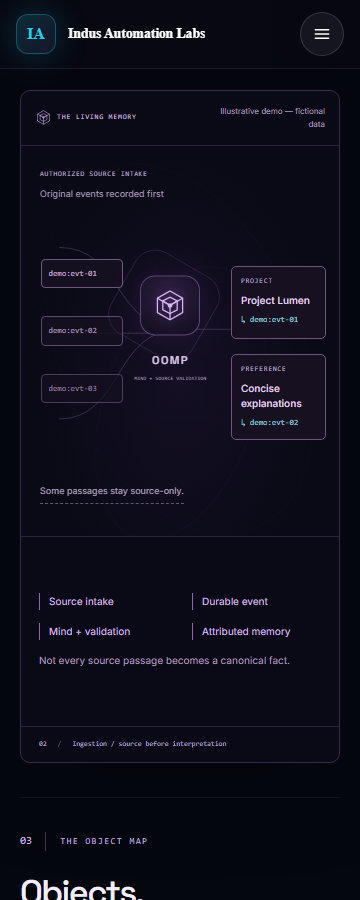 IA
Indus Automation Labs
THE LIVING MEMORY
Illustrative demo — fictional
data
AUTHORIZED SOURCE INTAKE
Original events recorded first
demo:evt-01
demo:evt-02
demo:evt-03
OOMP
MIND + SOURCE VALIDATION
PROJECT
Project Lumen
↳ demo:evt-01
PREFERENCE
Concise
explanations
↳ demo:evt-02
Some passages stay source-only.
Source intake
Durable event
Mind + validation
Attributed memory
Not every source passage becomes a canonical fact.
02 / Ingestion / source before interpretation
03 THE OBJECT MAP
Objects.